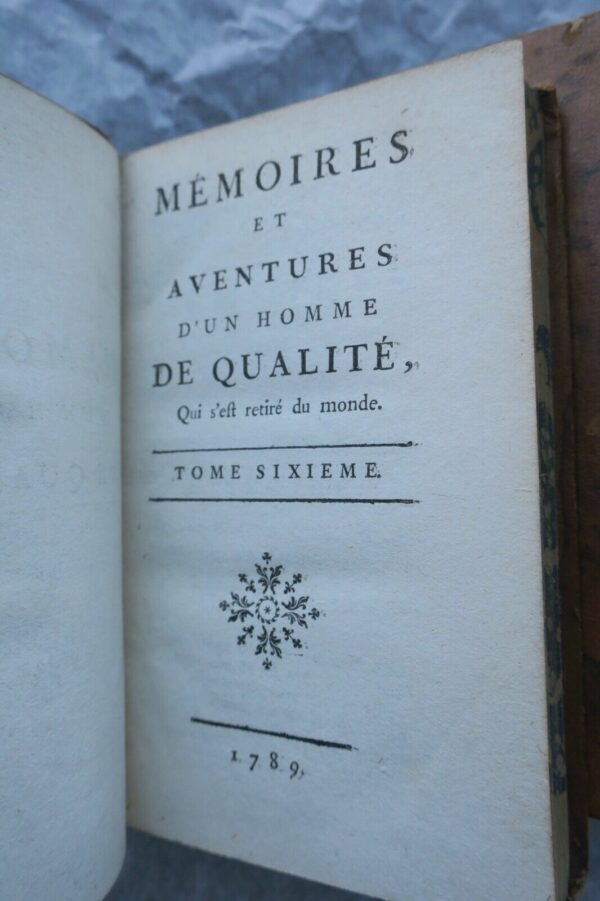 MÉMOIRES
ET
AVENTURES
D'UN HOMME
DE QUALITÉ,
Qui s'eſt retiré du monde.
TOME SIXIEME.
1789.